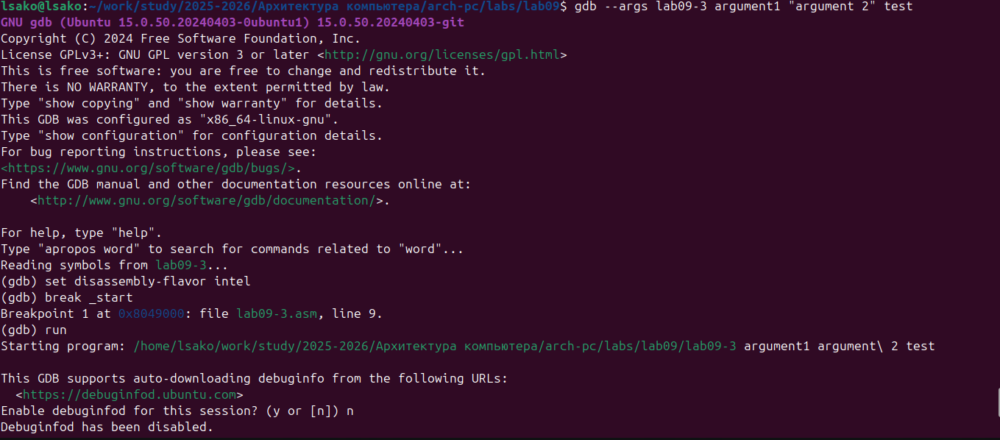 lsako@lsako:~/work/study/2025-2026/Архитектура компьютера/arch-pc/labs/lab09$ gdb --args lab09-3 argument1 "argument 2" test
GNU gdb (Ubuntu 15.0.50.20240403-0ubuntu1) 15.0.50.20240403-git
Copyright (C) 2024 Free Software Foundation, Inc.
License GPLv3+: GNU GPL version 3 or later <http://gnu.org/licenses/gpl.html>
This is free software: you are free to change and redistribute it.
There is NO WARRANTY, to the extent permitted by law.
Type "show copying" and "show warranty" for details.
This GDB was configured as "x86_64-linux-gnu".
Type "show configuration" for configuration details.
For bug reporting instructions, please see:
<https://www.gnu.org/software/gdb/bugs/>.
Find the GDB manual and other documentation resources online at:
    <http://www.gnu.org/software/gdb/documentation/>.

For help, type "help".
Type "apropos word" to search for commands related to "word"...
Reading symbols from lab09-3...
(gdb) set disassembly-flavor intel
(gdb) break _start
Breakpoint 1 at 0x8049000: file lab09-3.asm, line 9.
(gdb) run
Starting program: /home/lsako/work/study/2025-2026/Архитектура компьютера/arch-pc/labs/lab09/lab09-3 argument1 argument\ 2 test

This GDB supports auto-downloading debuginfo from the following URLs:
  <https://debuginfod.ubuntu.com>
Enable debuginfod for this session? (y or [n]) n
Debuginfod has been disabled.